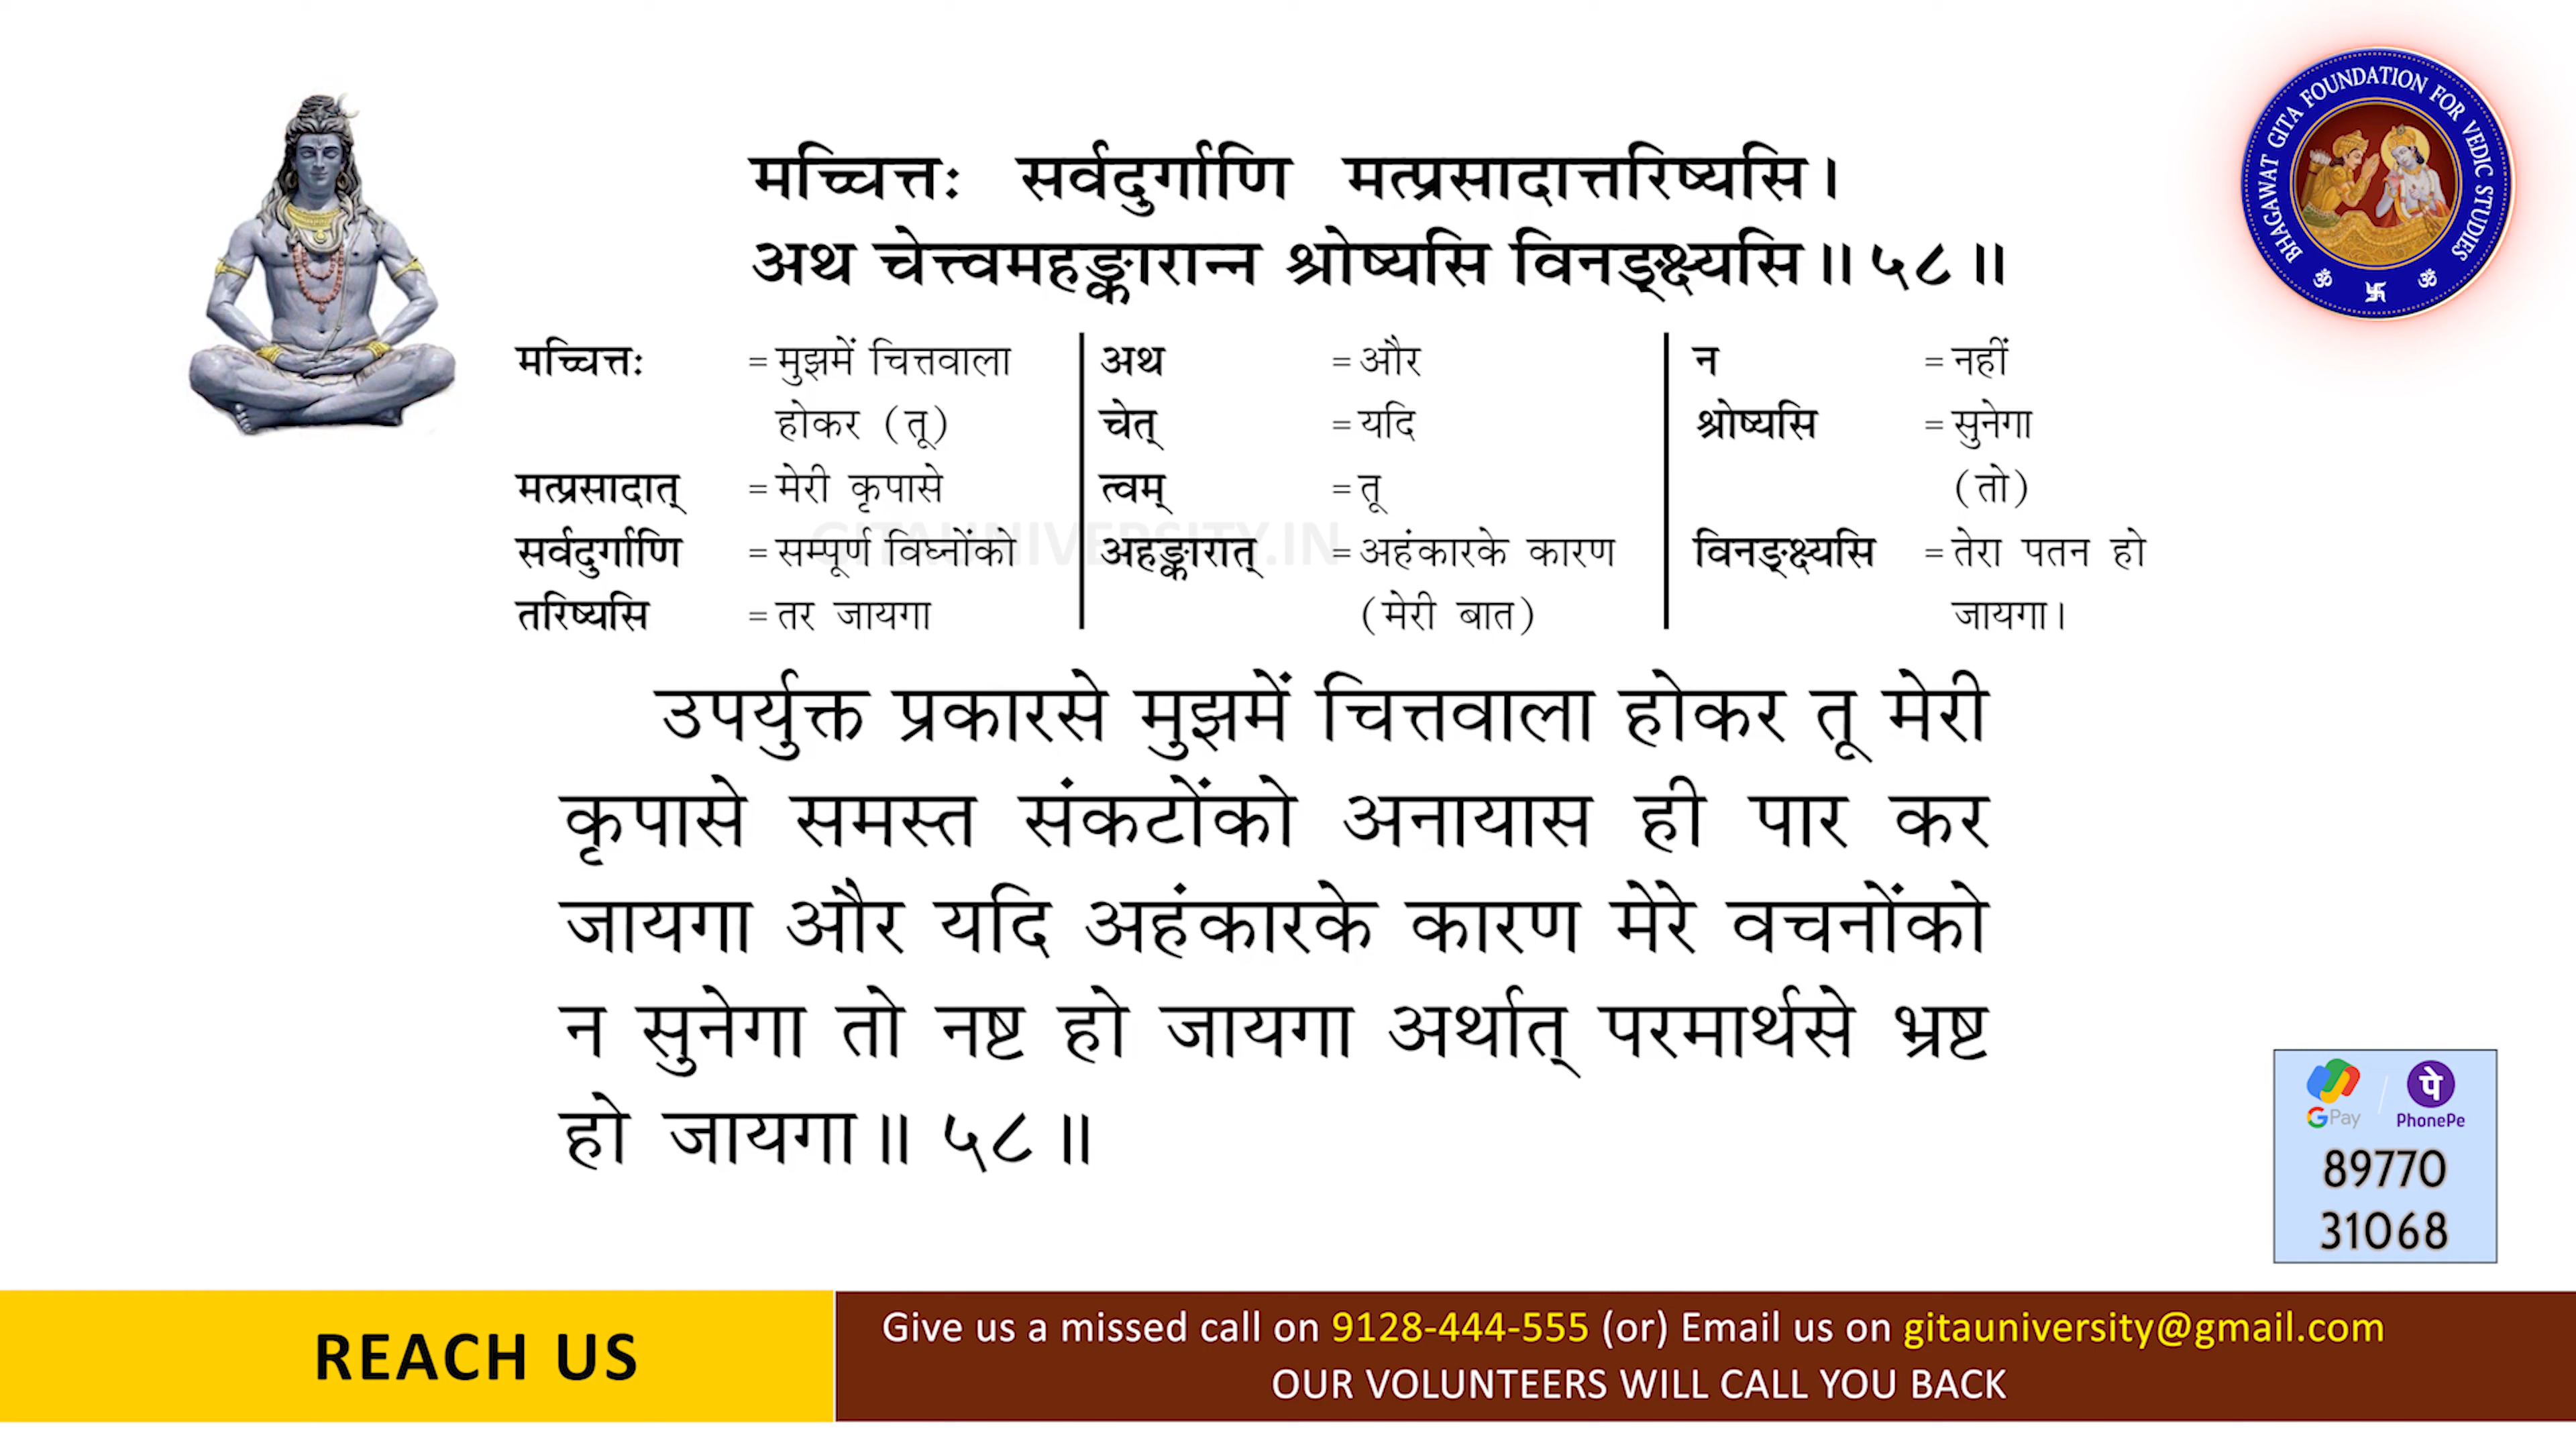 BHAGAWAT GITA FOUNDATION FOR VEDIC STUDIES
ॐ 卐 ॐ
मच्चित्तः सर्वदुर्गाणि मत्प्रसादात्तरिष्यसि।
अथ चेत्त्वमहङ्कारान्न श्रोष्यसि विनङ्क्ष्यसि॥ ५८॥
मच्चित्तः = मुझमें चित्तवाला
होकर (तू)
मत्प्रसादात् = मेरी कृपासे
सर्वदुर्गाणि = सम्पूर्ण विघ्नोंको
तरिष्यसि = तर जायगा
अथ = और
चेत् = यदि
त्वम् = तू
अहङ्कारात् = अहंकारके कारण
(मेरी बात)
न = नहीं
श्रोष्यसि = सुनेगा
(तो)
विनङ्क्ष्यसि = तेरा पतन हो
जायगा।
GITAUNIVERSITY.IN
उपर्युक्त प्रकारसे मुझमें चित्तवाला होकर तू मेरी
कृपासे समस्त संकटोंको अनायास ही पार कर
जायगा और यदि अहंकारके कारण मेरे वचनोंको
न सुनेगा तो नष्ट हो जायगा अर्थात् परमार्थसे भ्रष्ट
हो जायगा॥ ५८॥
G Pay
पे
PhonePe
89770
31068
REACH US
Give us a missed call on 9128-444-555 (or) Email us on gitauniversity@gmail.com
OUR VOLUNTEERS WILL CALL YOU BACK